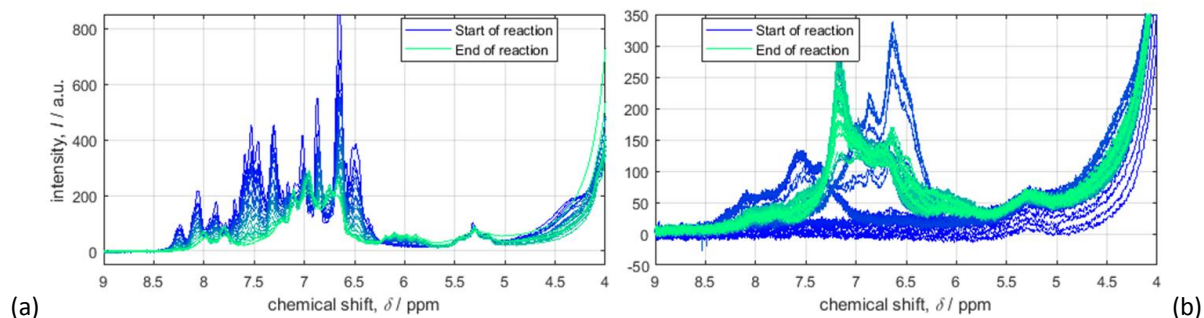 Start of reaction
End of reaction
intensity, I / a.u.
800
600
400
200
0
9 8.5 8 7.5 7 6.5 6 5.5 5 4.5 4
chemical shift, δ / ppm
(a)
Start of reaction
End of reaction
350
300
250
200
150
100
50
0
-50
9 8.5 8 7.5 7 6.5 6 5.5 5 4.5 4
chemical shift, δ / ppm
(b)